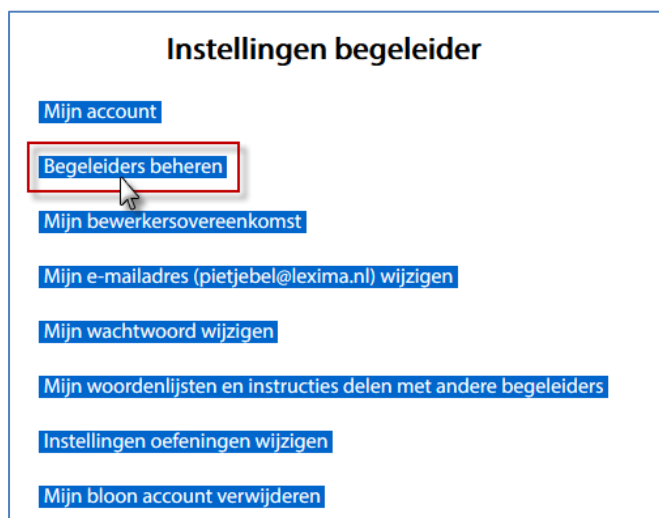 Instellingen begeleider
Mijn account
Begeleiders beheren
Mijn bewerkersovereenkomst
Mijn e-mailadres (pietjebel@lexima.nl) wijzigen
Mijn wachtwoord wijzigen
Mijn woordenlijsten en instructies delen met andere begeleiders
Instellingen oefeningen wijzigen
Mijn bloon account verwijderen